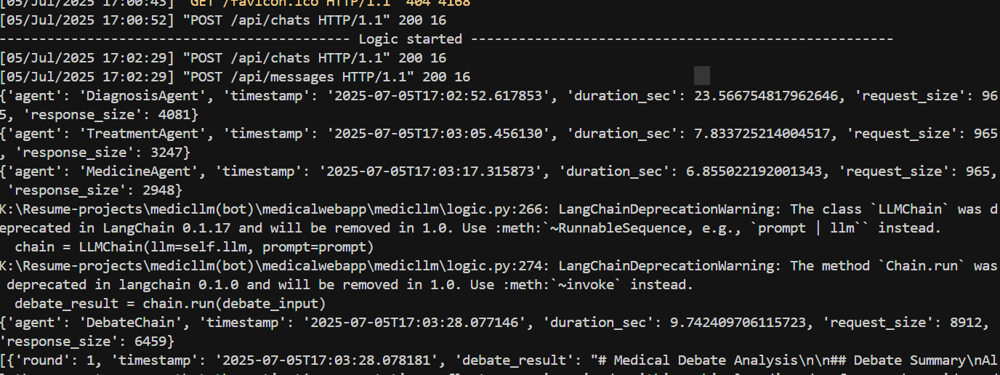 [05/Jul/2025 17:00:43] "GET /favicon.ico HTTP/1.1" 404 4168
[05/Jul/2025 17:00:52] "POST /api/chats HTTP/1.1" 200 16
-------------------------------------------- Logic started -----------------------------------------------------
[05/Jul/2025 17:02:29] "POST /api/chats HTTP/1.1" 200 16
[05/Jul/2025 17:02:29] "POST /api/messages HTTP/1.1" 200 16
{'agent': 'DiagnosisAgent', 'timestamp': '2025-07-05T17:02:52.617853', 'duration_sec': 23.566754817962646, 'request_size': 96
5, 'response_size': 4081}
{'agent': 'TreatmentAgent', 'timestamp': '2025-07-05T17:03:05.456130', 'duration_sec': 7.833725214004517, 'request_size': 965
, 'response_size': 3247}
{'agent': 'MedicineAgent', 'timestamp': '2025-07-05T17:03:17.315873', 'duration_sec': 6.855022192001343, 'request_size': 965,
'response_size': 2948}
K:\Resume-projects\medicllm(bot)\medicalwebapp\medicllm\logic.py:266: LangChainDeprecationWarning: The class `LLMChain` was d
eprecated in LangChain 0.1.17 and will be removed in 1.0. Use :meth:`~RunnableSequence, e.g., `prompt | llm`` instead.
chain = LLMChain(llm=self.llm, prompt=prompt)
K:\Resume-projects\medicllm(bot)\medicalwebapp\medicllm\logic.py:274: LangChainDeprecationWarning: The method `Chain.run` was
deprecated in langchain 0.1.0 and will be removed in 1.0. Use :meth:`~invoke` instead.
debate_result = chain.run(debate_input)
{'agent': 'DebateChain', 'timestamp': '2025-07-05T17:03:28.077146', 'duration_sec': 9.742409706115723, 'request_size': 8912,
'response_size': 6459}
[{'round': 1, 'timestamp': '2025-07-05T17:03:28.078181', 'debate_result': "# Medical Debate Analysis\n\n## Debate Summary\nAl